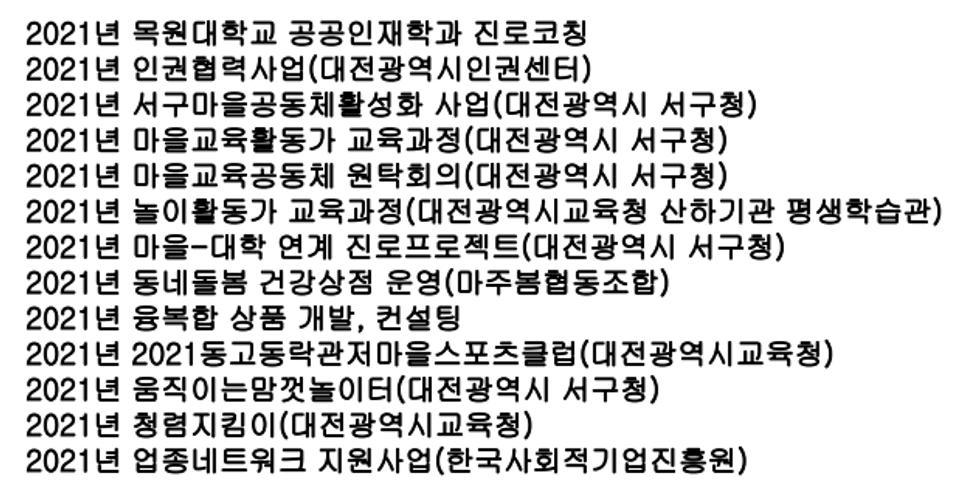 2021년 목원대학교 공공인재학과 진로코칭
2021년 인권협력사업(대전광역시인권센터)
2021년 서구마을공동체활성화 사업(대전광역시 서구청)
2021년 마을교육활동가 교육과정(대전광역시 서구청)
2021년 마을교육공동체 원탁회의(대전광역시 서구청)
2021년 놀이활동가 교육과정(대전광역시교육청 산하기관 평생학습관)
2021년 마을-대학 연계 진로프로젝트(대전광역시 서구청)
2021년 동네돌봄 건강상점 운영(마주봄협동조합)
2021년 융복합 상품 개발, 컨설팅
2021년 2021동고동락관저마을스포츠클럽(대전광역시교육청)
2021년 움직이는맘껏놀이터(대전광역시 서구청)
2021년 청렴지킴이(대전광역시교육청)
2021년 업종네트워크 지원사업(한국사회적기업진흥원)